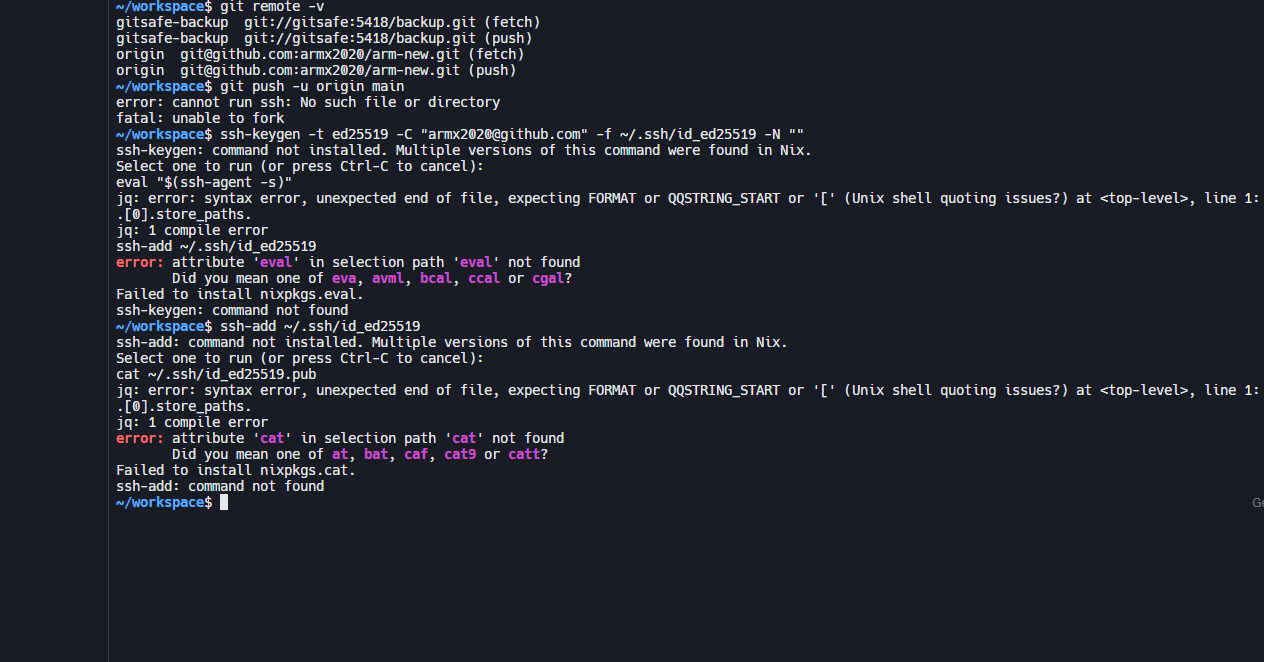 ~/workspace$ git remote -v
gitsafe-backup  git://gitsafe:5418/backup.git (fetch)
gitsafe-backup  git://gitsafe:5418/backup.git (push)
origin  git@github.com:armx2020/arm-new.git (fetch)
origin  git@github.com:armx2020/arm-new.git (push)
~/workspace$ git push -u origin main
error: cannot run ssh: No such file or directory
fatal: unable to fork
~/workspace$ ssh-keygen -t ed25519 -C "armx2020@github.com" -f ~/.ssh/id_ed25519 -N ""
ssh-keygen: command not installed. Multiple versions of this command were found in Nix.
Select one to run (or press Ctrl-C to cancel):
eval "$(ssh-agent -s)"
jq: error: syntax error, unexpected end of file, expecting FORMAT or QQSTRING_START or '[' (Unix shell quoting issues?) at <top-level>, line 1:
.[0].store_paths.
jq: 1 compile error
ssh-add ~/.ssh/id_ed25519
error: attribute 'eval' in selection path 'eval' not found
       Did you mean one of eva, avml, bcal, ccal or cgal?
Failed to install nixpkgs.eval.
ssh-keygen: command not found
~/workspace$ ssh-add ~/.ssh/id_ed25519
ssh-add: command not installed. Multiple versions of this command were found in Nix.
Select one to run (or press Ctrl-C to cancel):
cat ~/.ssh/id_ed25519.pub
jq: error: syntax error, unexpected end of file, expecting FORMAT or QQSTRING_START or '[' (Unix shell quoting issues?) at <top-level>, line 1:
.[0].store_paths.
jq: 1 compile error
error: attribute 'cat' in selection path 'cat' not found
       Did you mean one of at, bat, caf, cat9 or catt?
Failed to install nixpkgs.cat.
ssh-add: command not found
~/workspace$